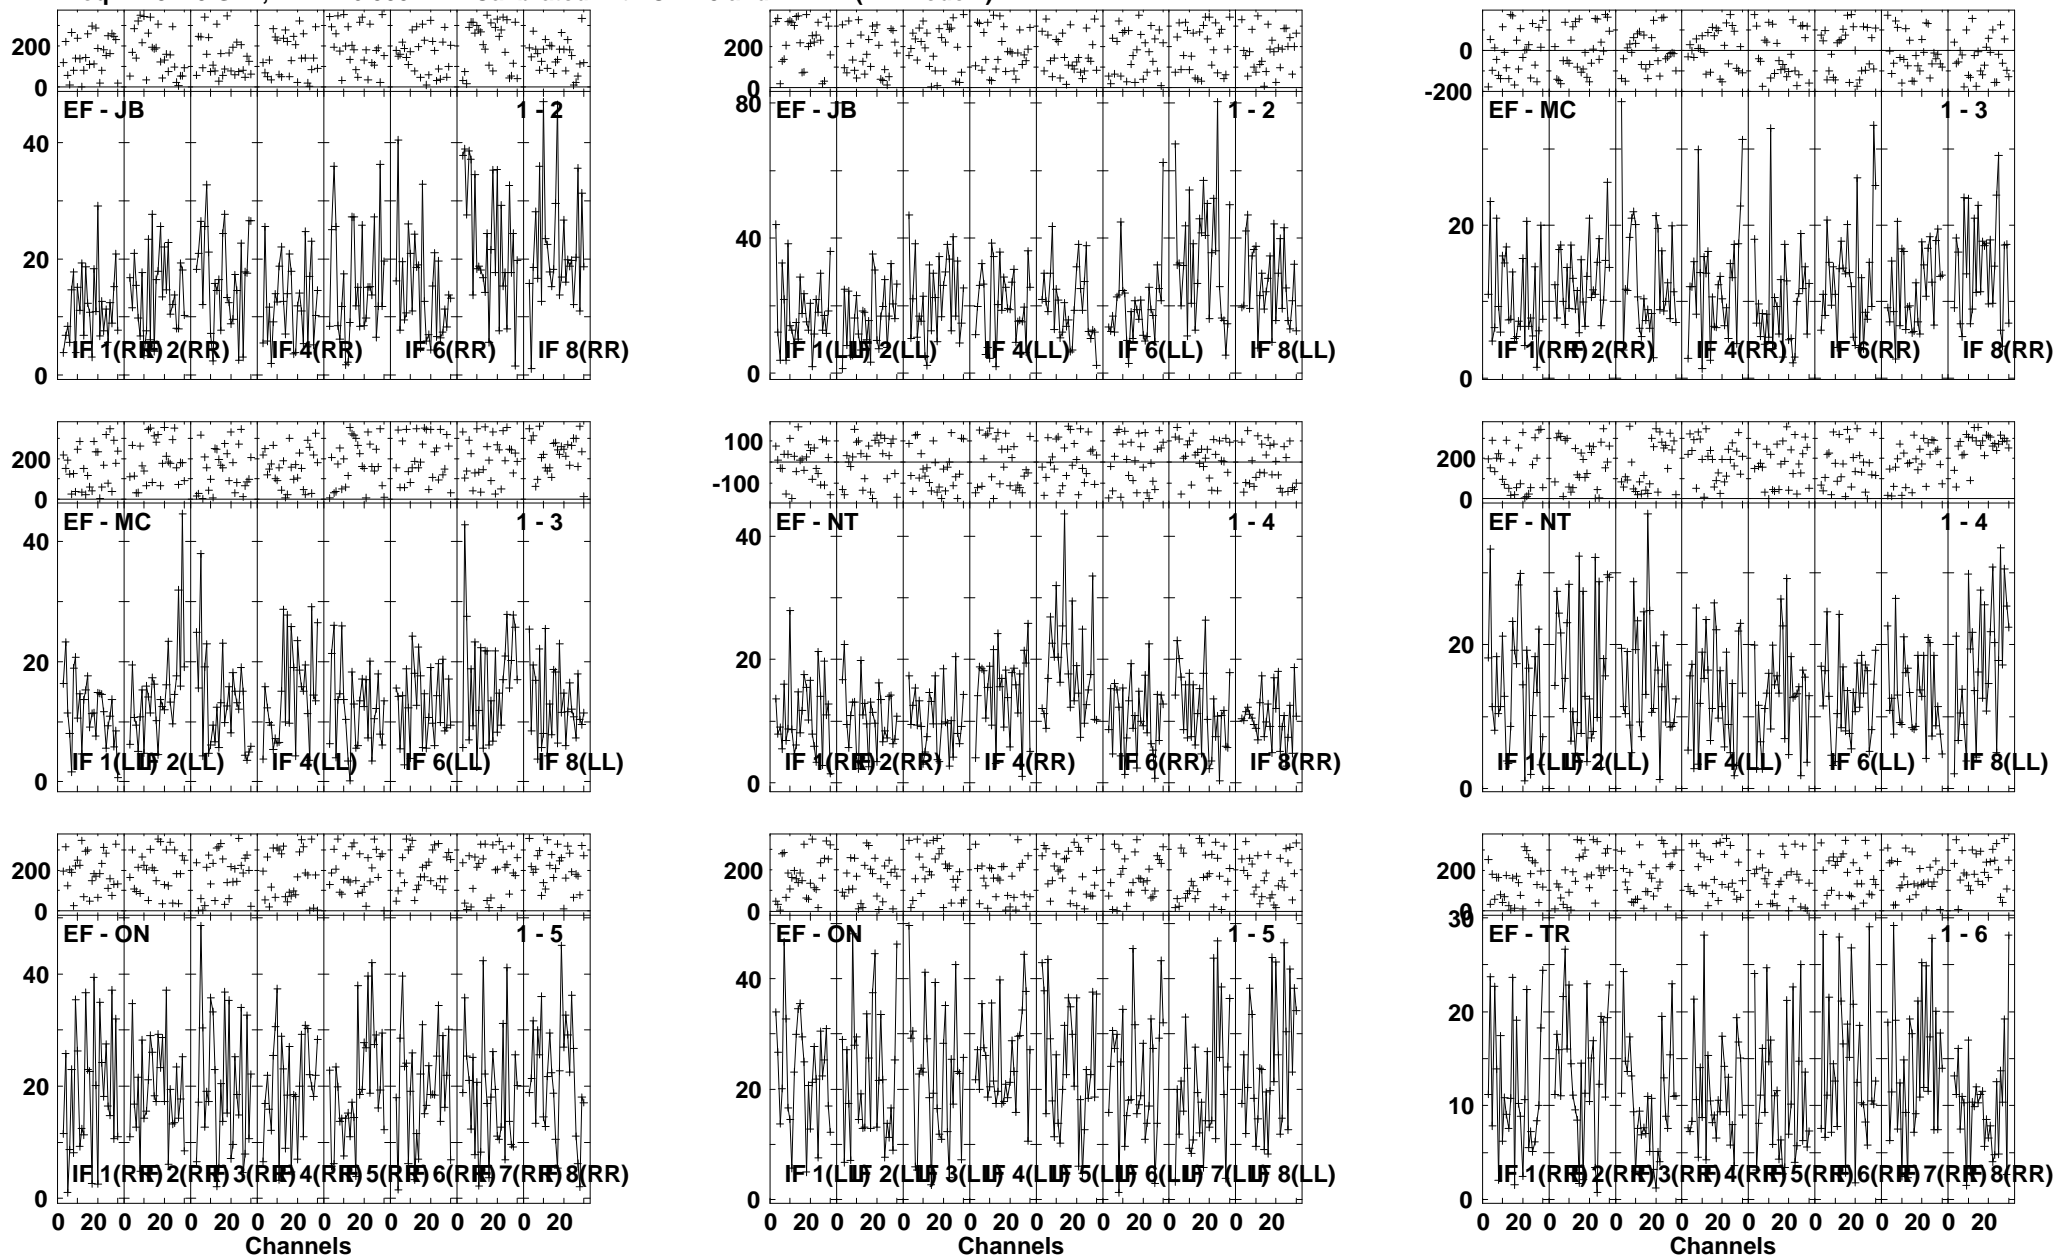 200
0
EF - JB
1 - 2
40
20
0
IF 1(RR)
IF 2(RR)
IF 4(RR)
IF 6(RR)
IF 8(RR)
200
0
80
EF - JB
1 - 2
40
0
IF 1(LL)
IF 2(LL)
IF 4(LL)
IF 6(LL)
IF 8(LL)
0
-200
EF - MC
1 - 3
20
0
IF 1(RR)
IF 2(RR)
IF 4(RR)
IF 6(RR)
IF 8(RR)
200
0
EF - MC
1 - 3
40
20
0
IF 1(LL)
IF 2(LL)
IF 4(LL)
IF 6(LL)
IF 8(LL)
100
-100
EF - NT
1 - 4
40
20
0
IF 1(RR)
IF 2(RR)
IF 4(RR)
IF 6(RR)
IF 8(RR)
200
0
EF - NT
1 - 4
20
0
IF 1(LL)
IF 2(LL)
IF 4(LL)
IF 6(LL)
IF 8(LL)
200
0
EF - ON
1 - 5
40
20
0
IF 1(RR)
IF 2(RR)
IF 3(RR)
IF 4(RR)
IF 5(RR)
IF 6(RR)
IF 7(RR)
IF 8(RR)
0 20 0 20 0 20 0 20 0 20 0 20 0 20 0 20
Channels
200
0
EF - ON
1 - 5
40
20
0
IF 1(LL)
IF 2(LL)
IF 3(LL)
IF 4(LL)
IF 5(LL)
IF 6(LL)
IF 7(LL)
IF 8(LL)
0 20 0 20 0 20 0 20 0 20 0 20 0 20 0 20
Channels
200
0
30
EF - TR
1 - 6
20
10
0
IF 1(RR)
IF 2(RR)
IF 3(RR)
IF 4(RR)
IF 5(RR)
IF 6(RR)
IF 7(RR)
IF 8(RR)
0 20 0 20 0 20 0 20 0 20 0 20 0 20 0 20
Channels